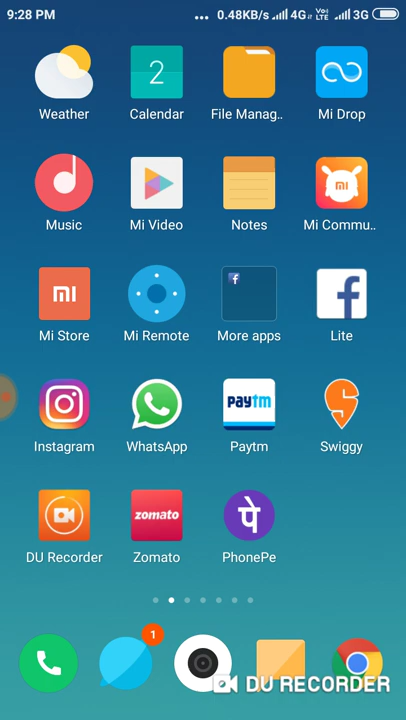 9:28 PM
... 0.48KB/s 4G VoLTE 3G
2
Weather Calendar File Manag.. Mi Drop
Music Mi Video Notes Mi Commu..
mi
mi f f
Mi Store Mi Remote More apps Lite
paytm
Instagram WhatsApp Paytm Swiggy
zomato पे
DU Recorder Zomato PhonePe
1
DU RECORDER